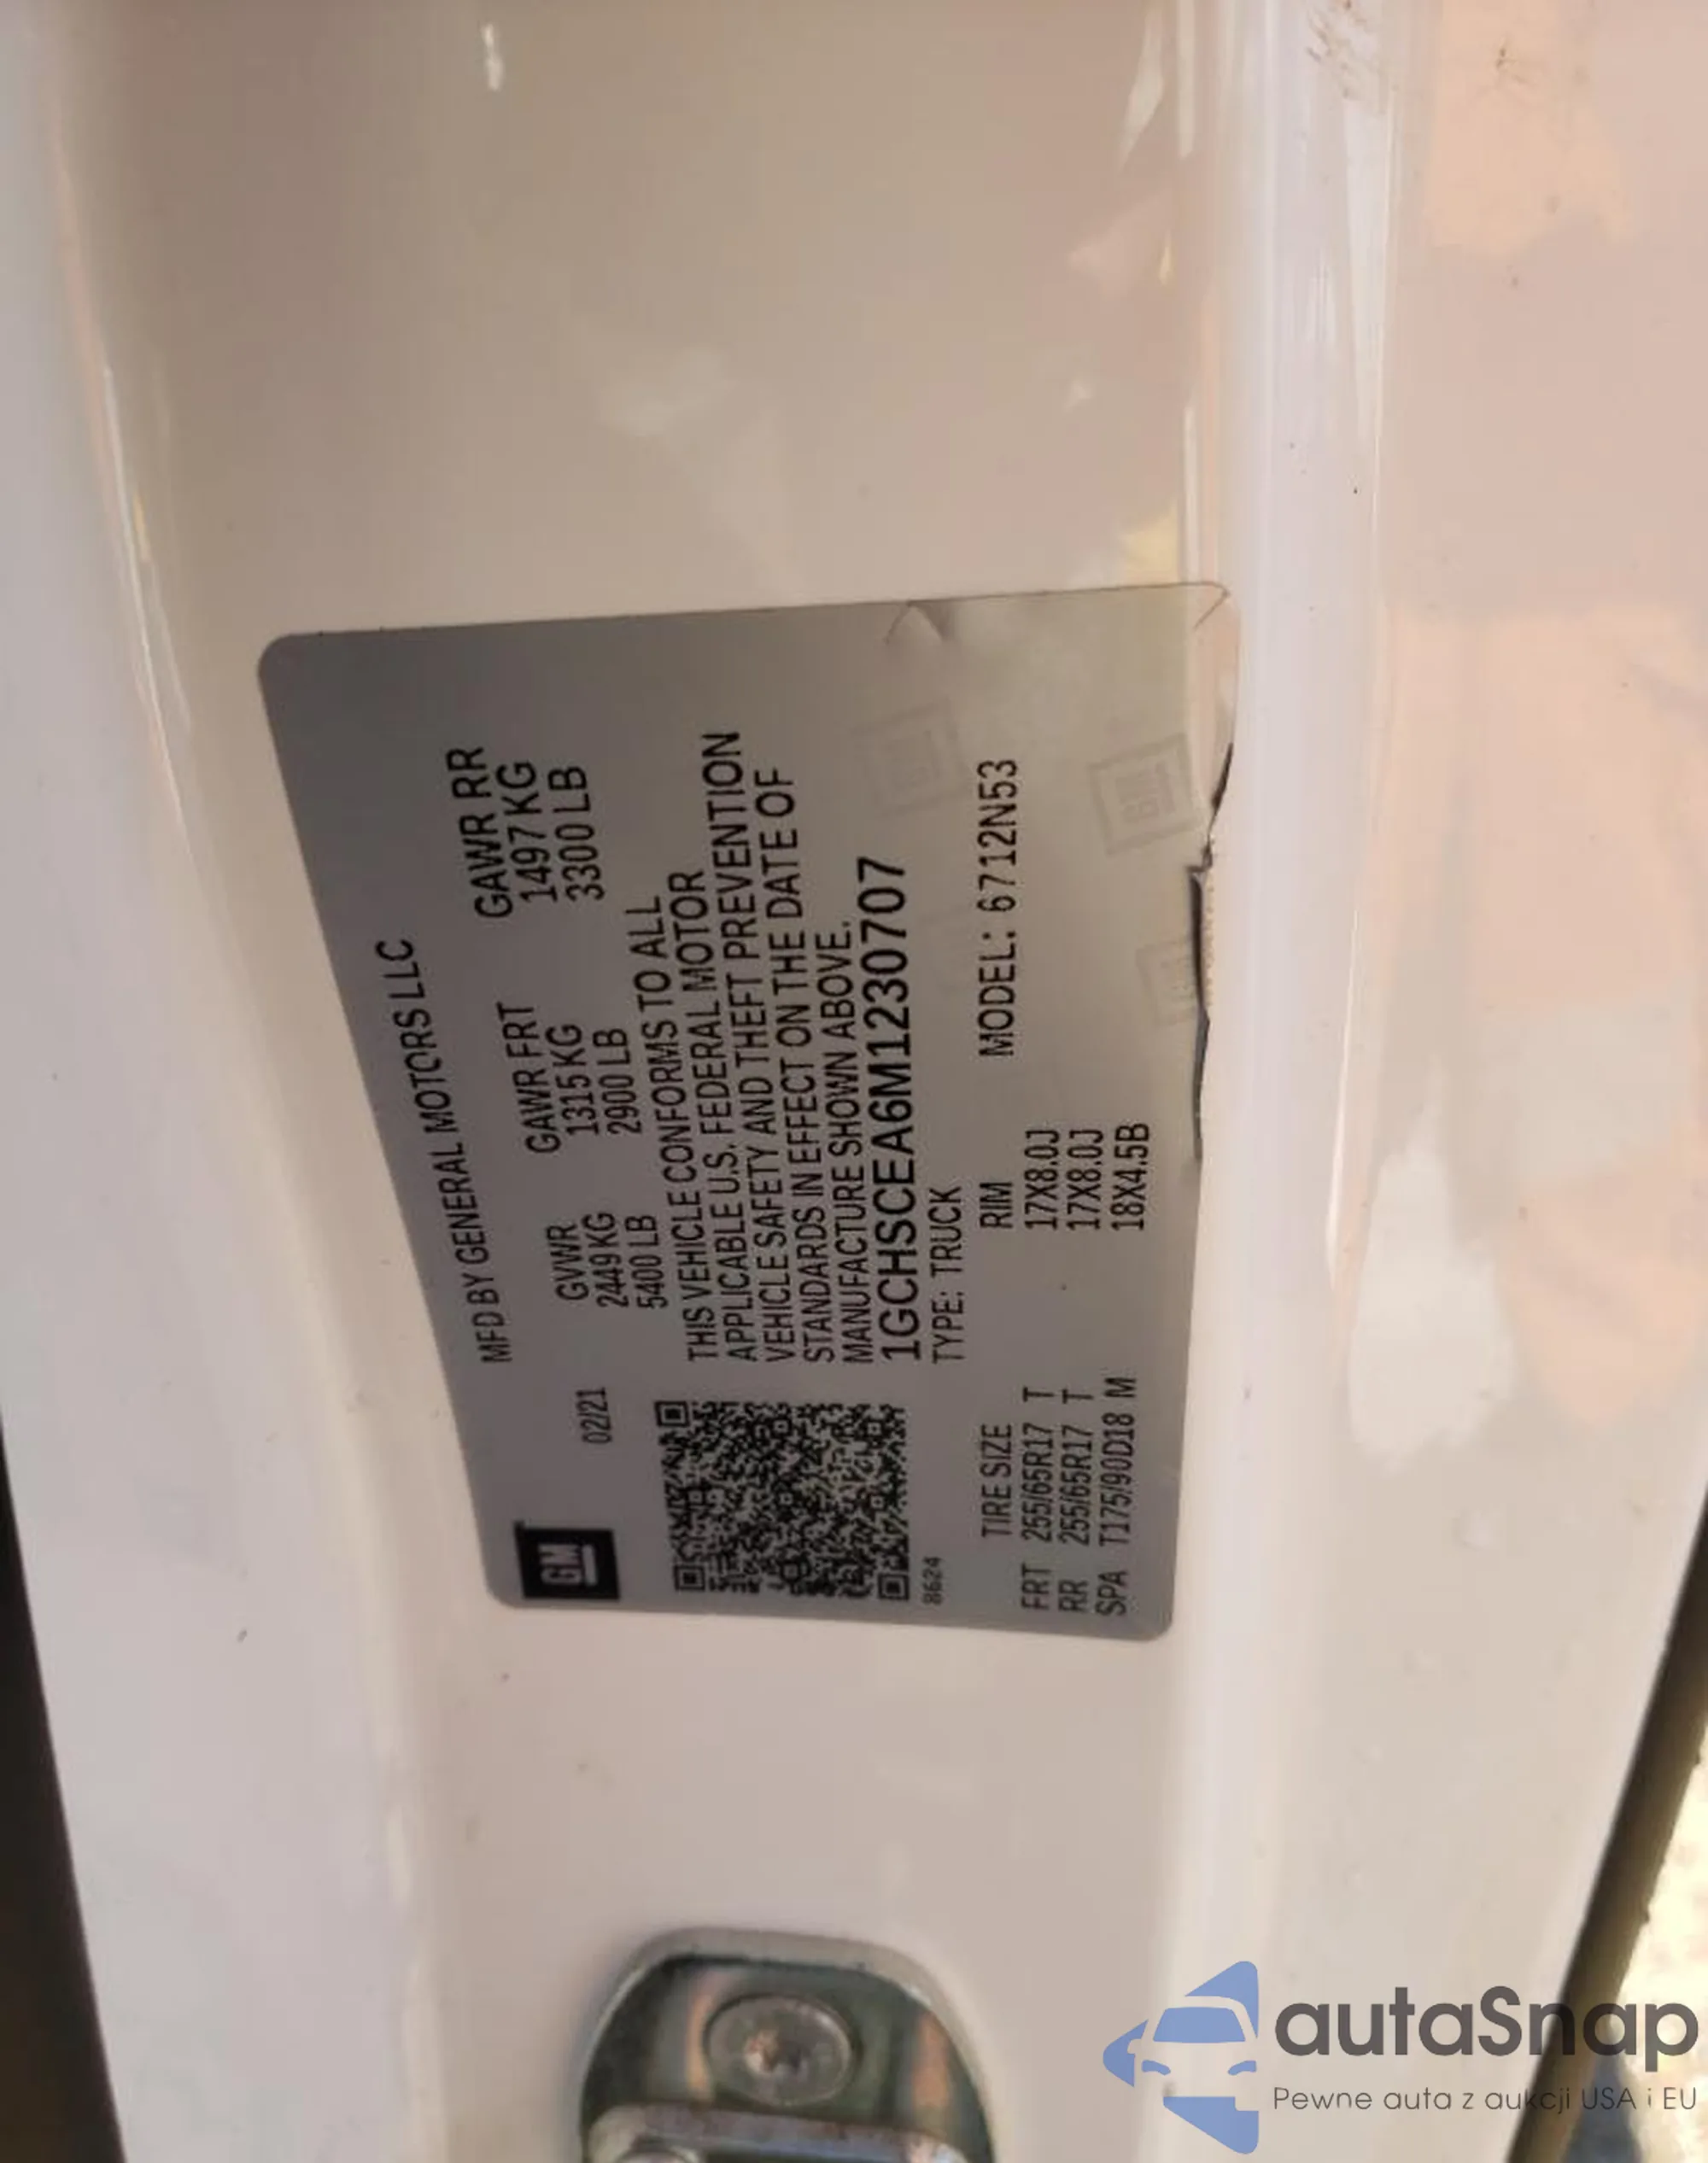 MFD BY GENERAL MOTORS LLC
GM
02/21
GVWR GAWR FRT GAWR RR
2449 KG 1315 KG 1497 KG
5400 LB 2900 LB 3300 LB
THIS VEHICLE CONFORMS TO ALL
APPLICABLE U.S. FEDERAL MOTOR
VEHICLE SAFETY AND THEFT PREVENTION
STANDARDS IN EFFECT ON THE DATE OF
MANUFACTURE SHOWN ABOVE.
1GCHSCEA6M1230707
8624
TYPE: TRUCK
TIRE SIZE RIM MODEL: 6712N53
FRT 255/65R17 T 17X8.0J
RR 255/65R17 T 17X8.0J
SPA T175/90D18 M 18X4.5B
autaSnap
Pewne auta z aukcji USA i EU